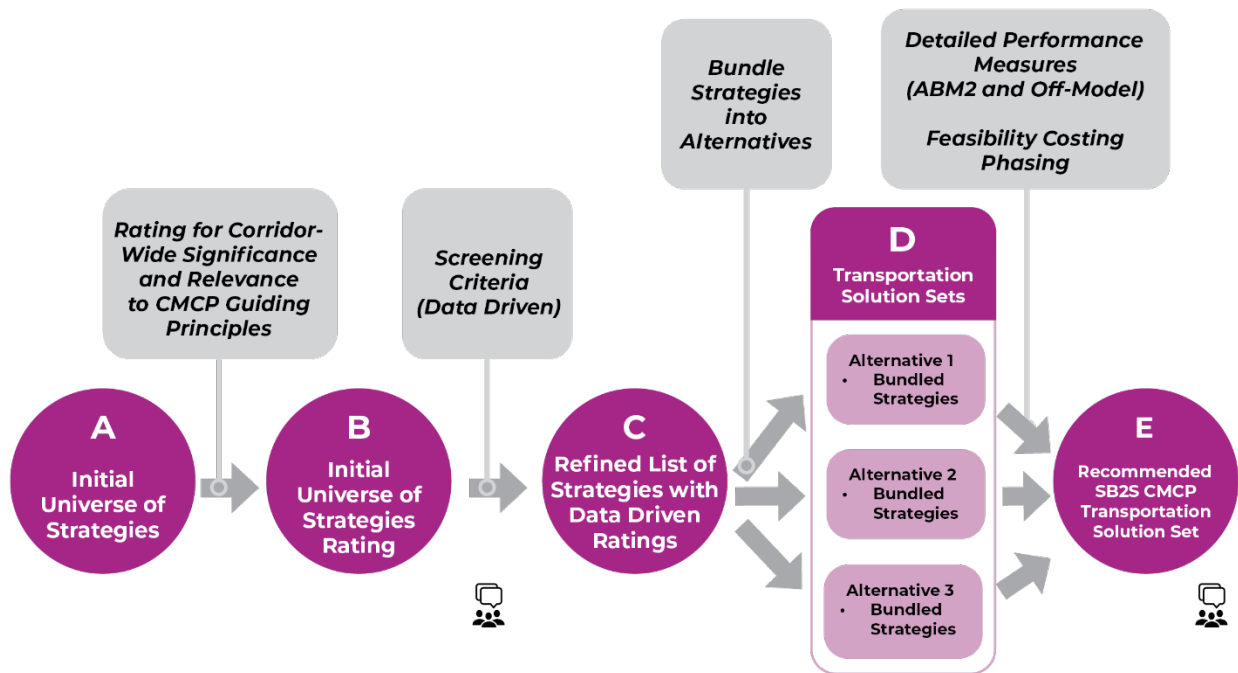 Rating for Corridor-
Wide Significance
and Relevance
to CMCP Guiding
Principles
Screening
Criteria
(Data Driven)
Bundle
Strategies
into
Alternatives
Detailed Performance
Measures
(ABM2 and Off-Model)
Feasibility Costing
Phasing
A
Initial
Universe of
Strategies
B
Initial
Universe of
Strategies
Rating
C
Refined List of
Strategies with
Data Driven
Ratings
D
Transportation
Solution Sets
Alternative 1
• Bundled
Strategies
Alternative 2
• Bundled
Strategies
Alternative 3
• Bundled
Strategies
E
Recommended
SB2S CMCP
Transportation
Solution Set